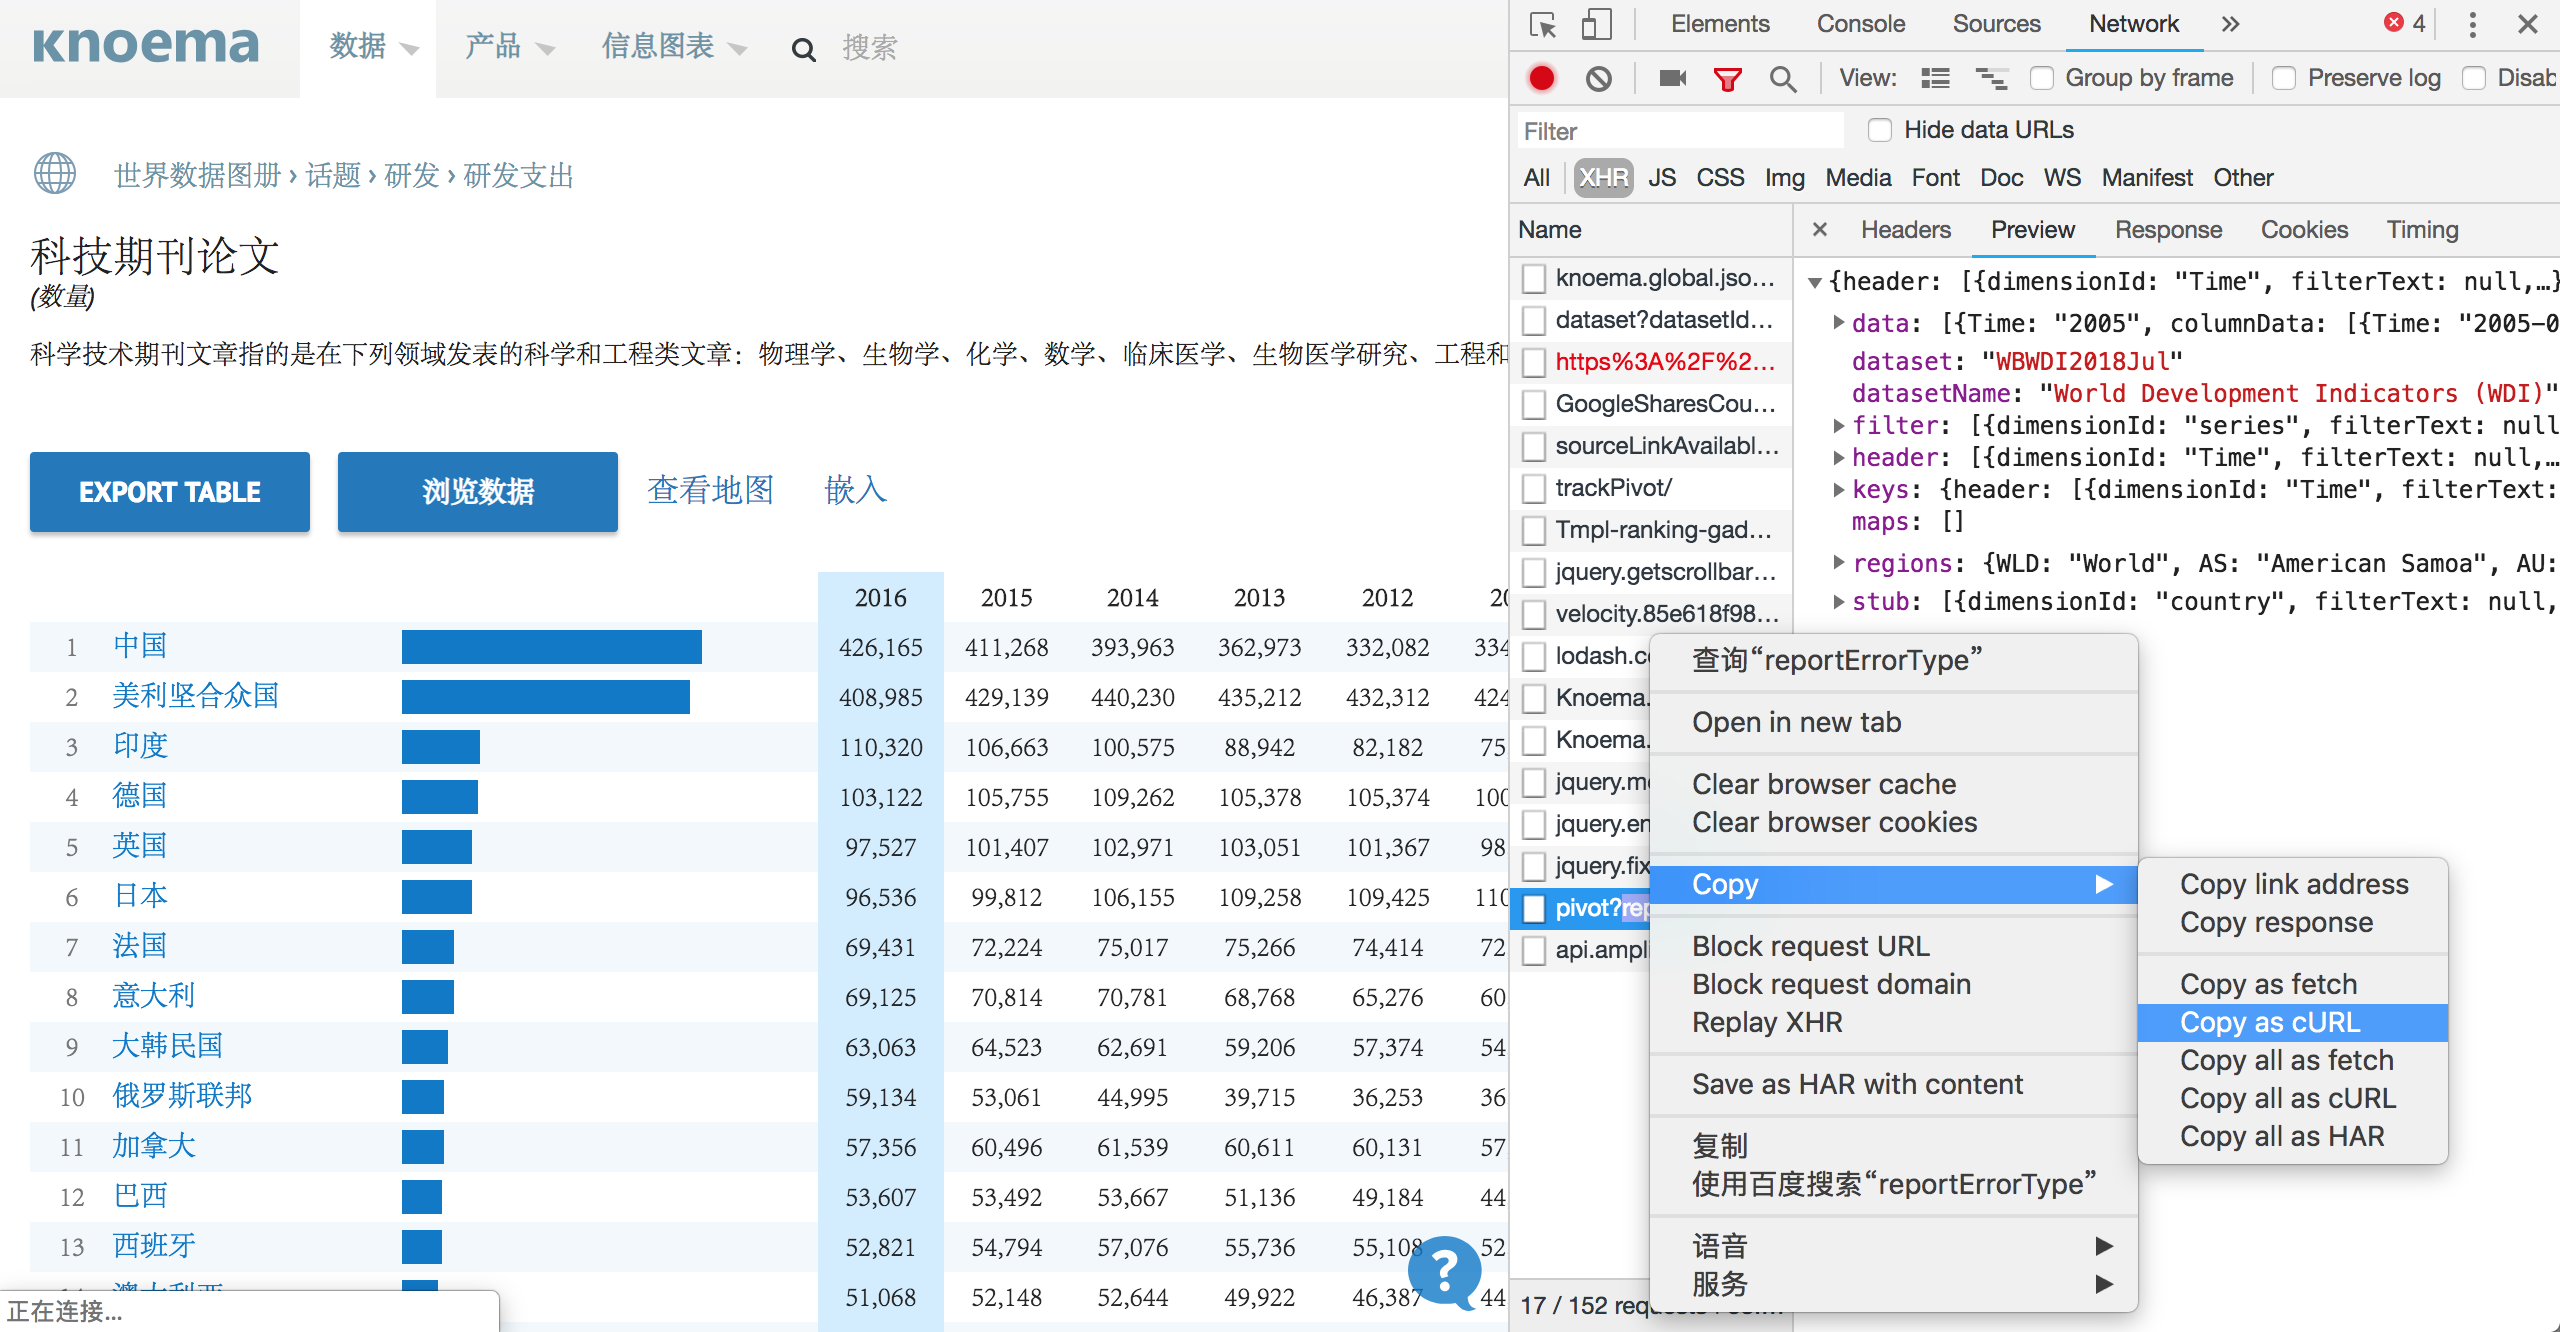 knoema 数据 产品 信息图表 搜索
世界数据图册 › 话题 › 研发 › 研发支出
科技期刊论文
(数量)
科学技术期刊文章指的是在下列领域发表的科学和工程类文章：物理学、生物学、化学、数学、临床医学、生物医学研究、工程和
EXPORT TABLE 浏览数据 查看地图 嵌入
2016 2015 2014 2013 2012 20
1 中国 426,165 411,268 393,963 362,973 332,082 334
2 美利坚合众国 408,985 429,139 440,230 435,212 432,312 424
3 印度 110,320 106,663 100,575 88,942 82,182 75
4 德国 103,122 105,755 109,262 105,378 105,374 100
5 英国 97,527 101,407 102,971 103,051 101,367 98
6 日本 96,536 99,812 106,155 109,258 109,425 110
7 法国 69,431 72,224 75,017 75,266 74,414 72
8 意大利 69,125 70,814 70,781 68,768 65,276 60
9 大韩民国 63,063 64,523 62,691 59,206 57,374 54
10 俄罗斯联邦 59,134 53,061 44,995 39,715 36,253 36
11 加拿大 57,356 60,496 61,539 60,611 60,131 57
12 巴西 53,607 53,492 53,667 51,136 49,184 44
13 西班牙 52,821 54,794 57,076 55,736 55,108 52
51,068 52,148 52,644 49,922 46,387 44
?
正在连接...
Elements Console Sources Network » 4
View: Group by frame Preserve log Disab
Filter Hide data URLs
All XHR JS CSS Img Media Font Doc WS Manifest Other
Name
knoema.global.jso...
dataset?datasetId...
https%3A%2F%2...
GoogleSharesCou...
sourceLinkAvailabl...
trackPivot/
Tmpl-ranking-gad...
jquery.getscrollbar...
velocity.85e618f98...
lodash.c
Knoema.
Knoema.
jquery.m
jquery.en
jquery.fix
pivot?rep
api.ampl
17 / 152 requests
× Headers Preview Response Cookies Timing
{header: [{dimensionId: "Time", filterText: null,…}
data: [{Time: "2005", columnData: [{Time: "2005-0
dataset: "WBWDI2018Jul"
datasetName: "World Development Indicators (WDI)"
filter: [{dimensionId: "series", filterText: null
header: [{dimensionId: "Time", filterText: null,…
keys: {header: [{dimensionId: "Time", filterText:
maps: []
regions: {WLD: "World", AS: "American Samoa", AU:
stub: [{dimensionId: "country", filterText: null,
查询“reportErrorType”
Open in new tab
Clear browser cache
Clear browser cookies
Copy
Block request URL
Block request domain
Replay XHR
Save as HAR with content
复制
使用百度搜索“reportErrorType”
语音
服务
Copy link address
Copy response
Copy as fetch
Copy as cURL
Copy all as fetch
Copy all as cURL
Copy all as HAR